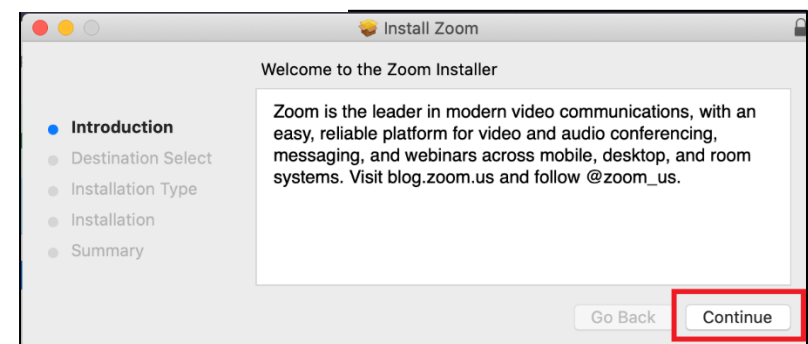 Install Zoom
Welcome to the Zoom Installer
Introduction
Destination Select
Installation Type
Installation
Summary
Zoom is the leader in modern video communications, with an
easy, reliable platform for video and audio conferencing,
messaging, and webinars across mobile, desktop, and room
systems. Visit blog.zoom.us and follow @zoom_us.
Go Back
Continue